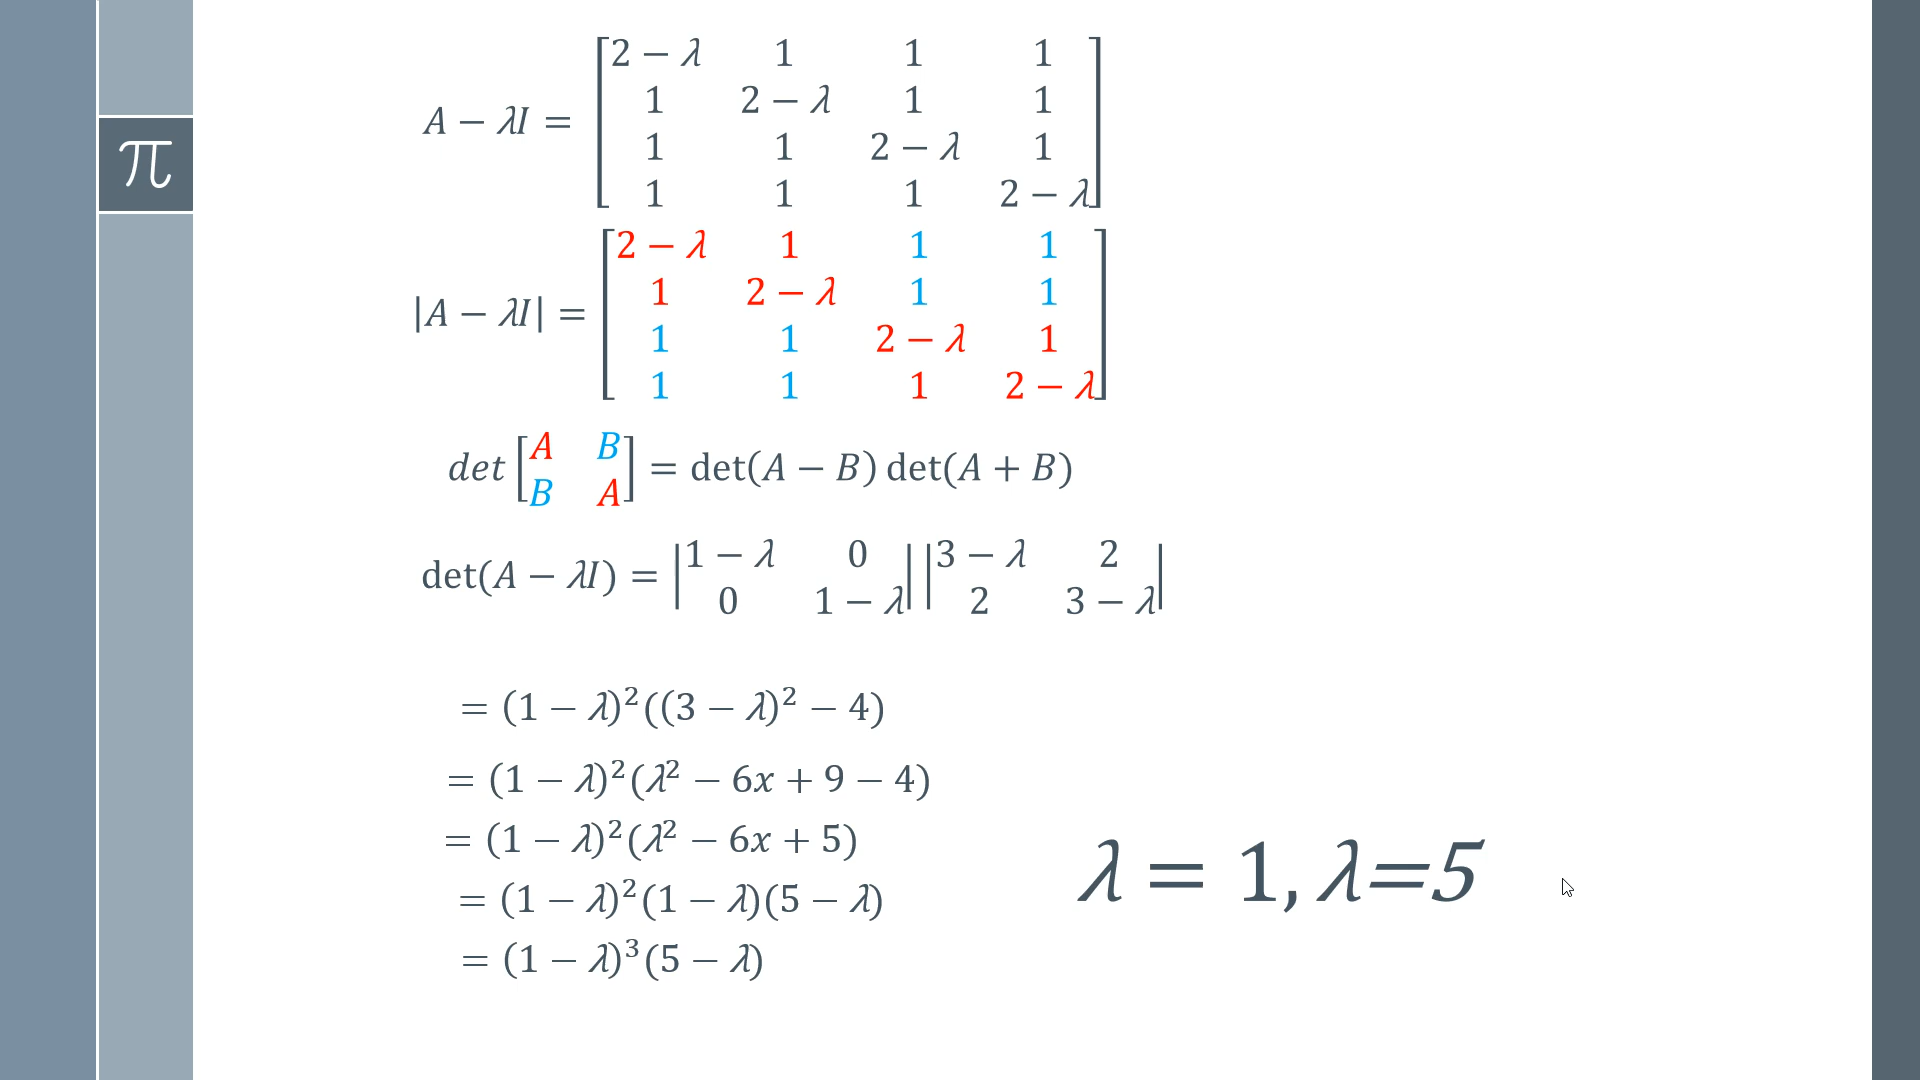 π
A − λI = [2 − λ 1 1 1
1 2 − λ 1 1
1 1 2 − λ 1
1 1 1 2 − λ]
|A − λI| = [2 − λ 1 1 1
1 2 − λ 1 1
1 1 2 − λ 1
1 1 1 2 − λ]
det [A B
B A] = det(A − B) det(A + B)
det(A − λI) = |1 − λ 0
0 1 − λ| |3 − λ 2
2 3 − λ|
= (1 − λ)²((3 − λ)² − 4)
= (1 − λ)²(λ² − 6x + 9 − 4)
= (1 − λ)²(λ² − 6x + 5)
= (1 − λ)²(1 − λ)(5 − λ)
= (1 − λ)³(5 − λ)
λ = 1, λ=5